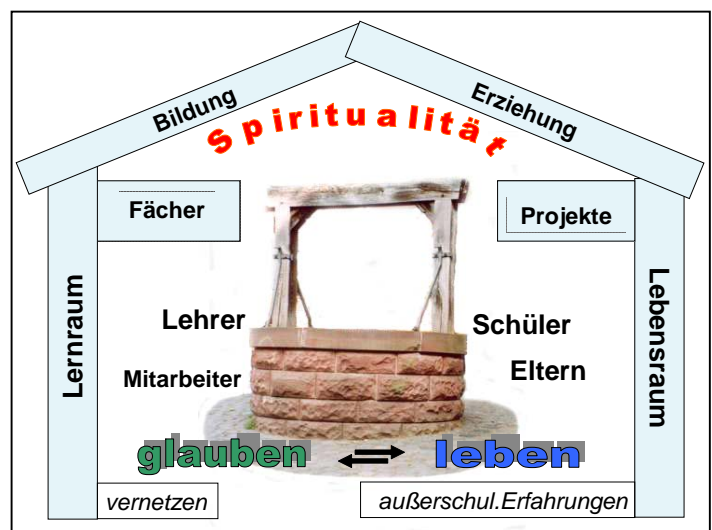 Bildung
Erziehung
Spiritualität
Fächer
Projekte
Lernraum
Lebensraum
Lehrer
Schüler
Mitarbeiter
Eltern
glauben
leben
vernetzen
außerschul.Erfahrungen